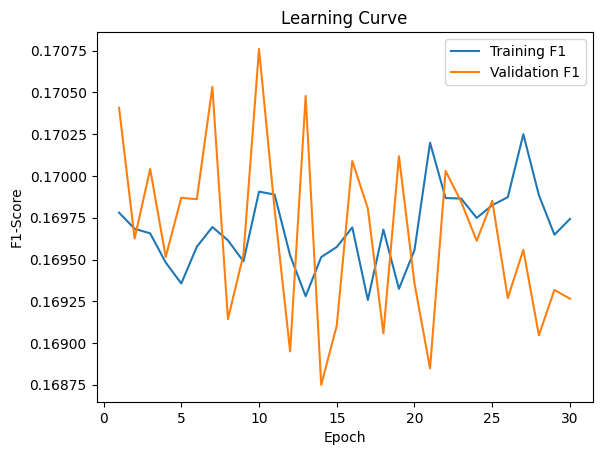 Learning Curve
Training F1
Validation F1
F1-Score
0.17075
0.17050
0.17025
0.17000
0.16975
0.16950
0.16925
0.16900
0.16875
0 5 10 15 20 25 30
Epoch